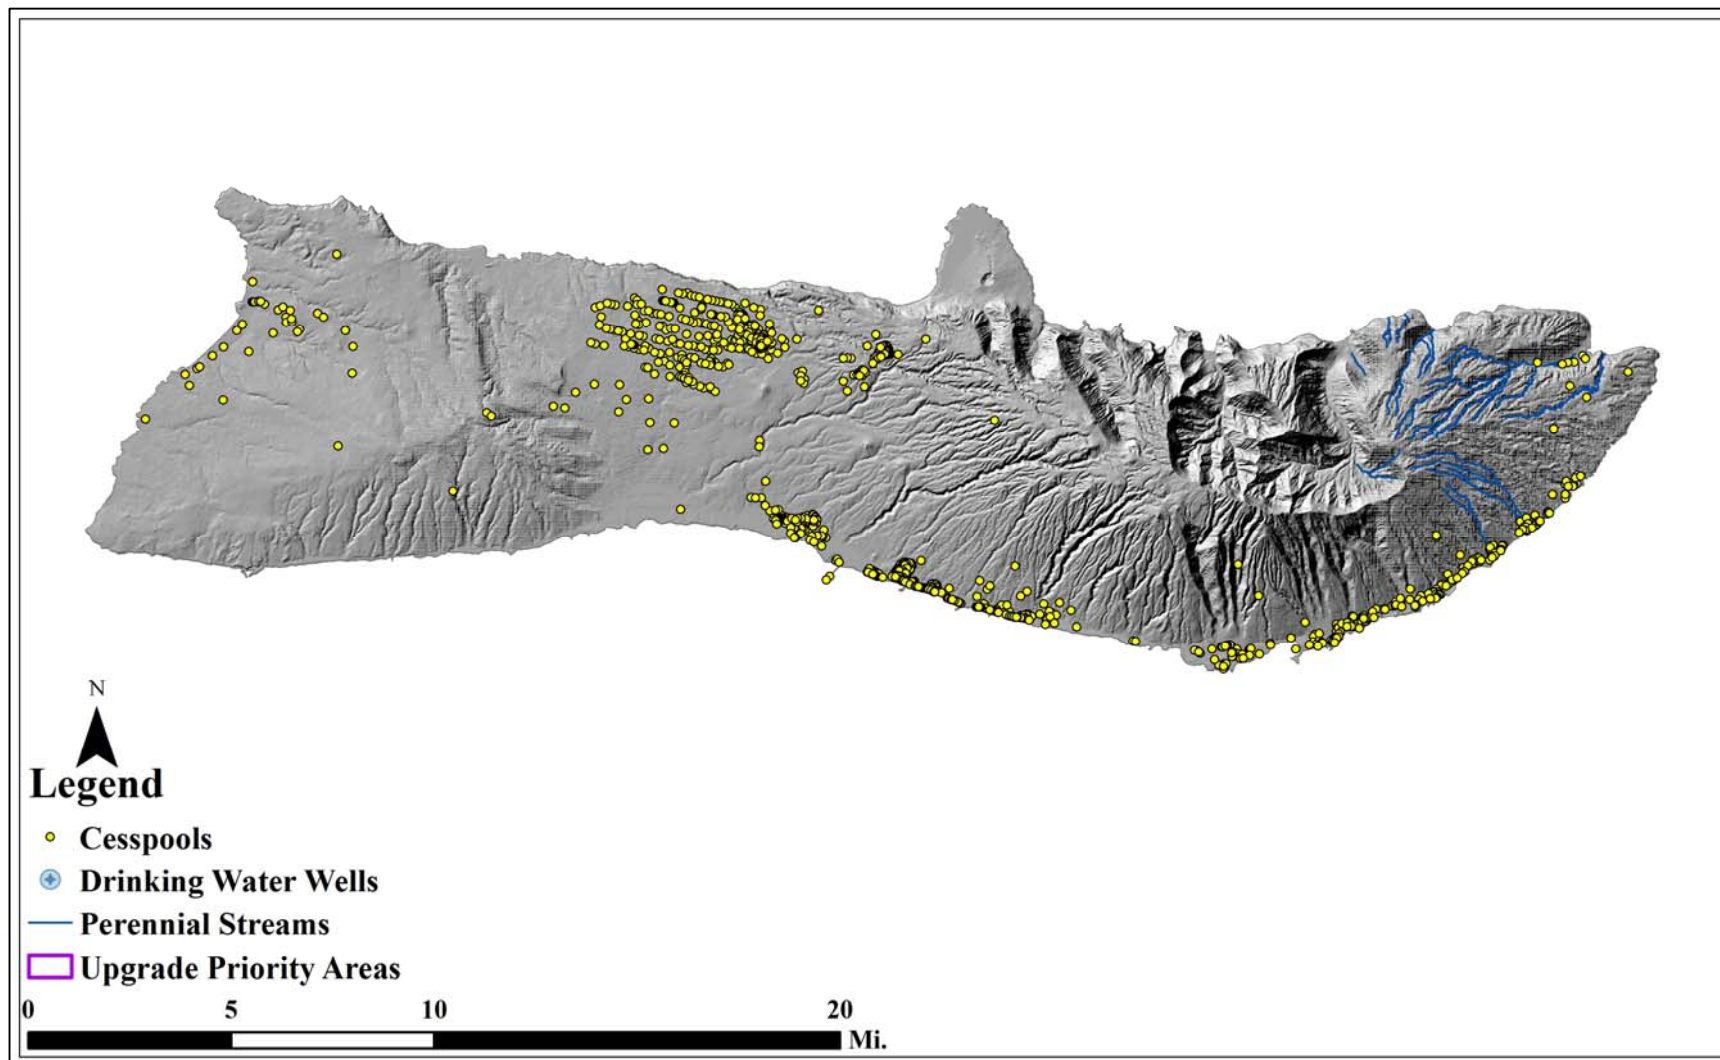 N
Legend
Cesspools
Drinking Water Wells
Perennial Streams
Upgrade Priority Areas
0 5 10 20
Mi.